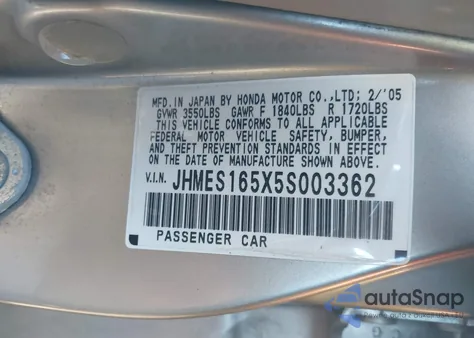 MFD.IN JAPAN BY HONDA MOTOR CO.,LTD; 2/'05
GVWR 3550LBS GAWR F 1840LBS R 1720LBS
THIS VEHICLE CONFORMS TO ALL APPLICABLE
FEDERAL MOTOR VEHICLE SAFETY, BUMPER,
AND THEFT PREVENTION STANDARDS IN EFFECT
ON THE DATE OF MANUFACTURE SHOWN ABOVE.
V.I.N. JHMES165X5S003362
PASSENGER CAR
autoSnap